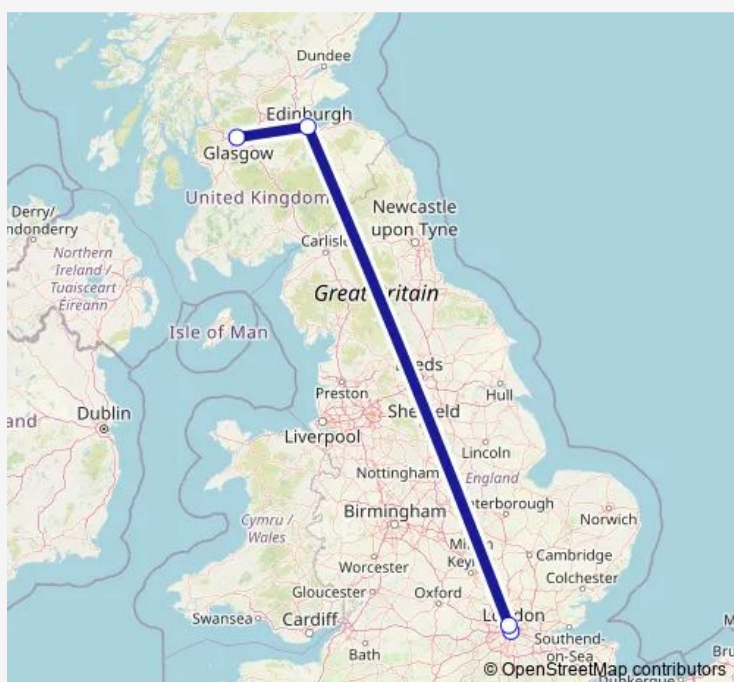 Dundee
Edinburgh
Glasgow
United Kingdom
Newcastle
upon Tyne
Derry/
Northern
Ireland /
Tuaisceart
Éireann
Great
Isle of Man
Preston
Hull
Dublin
Liverpool
Lincoln
Nottingham
England
Birmingham
Norwich
Cymru /
Wales
Cambridge
Worcester
Colchester
Gloucester
Oxford
Swansea
Cardiff
Southend-
on-Sea
Bath
© OpenStreetMap contributors